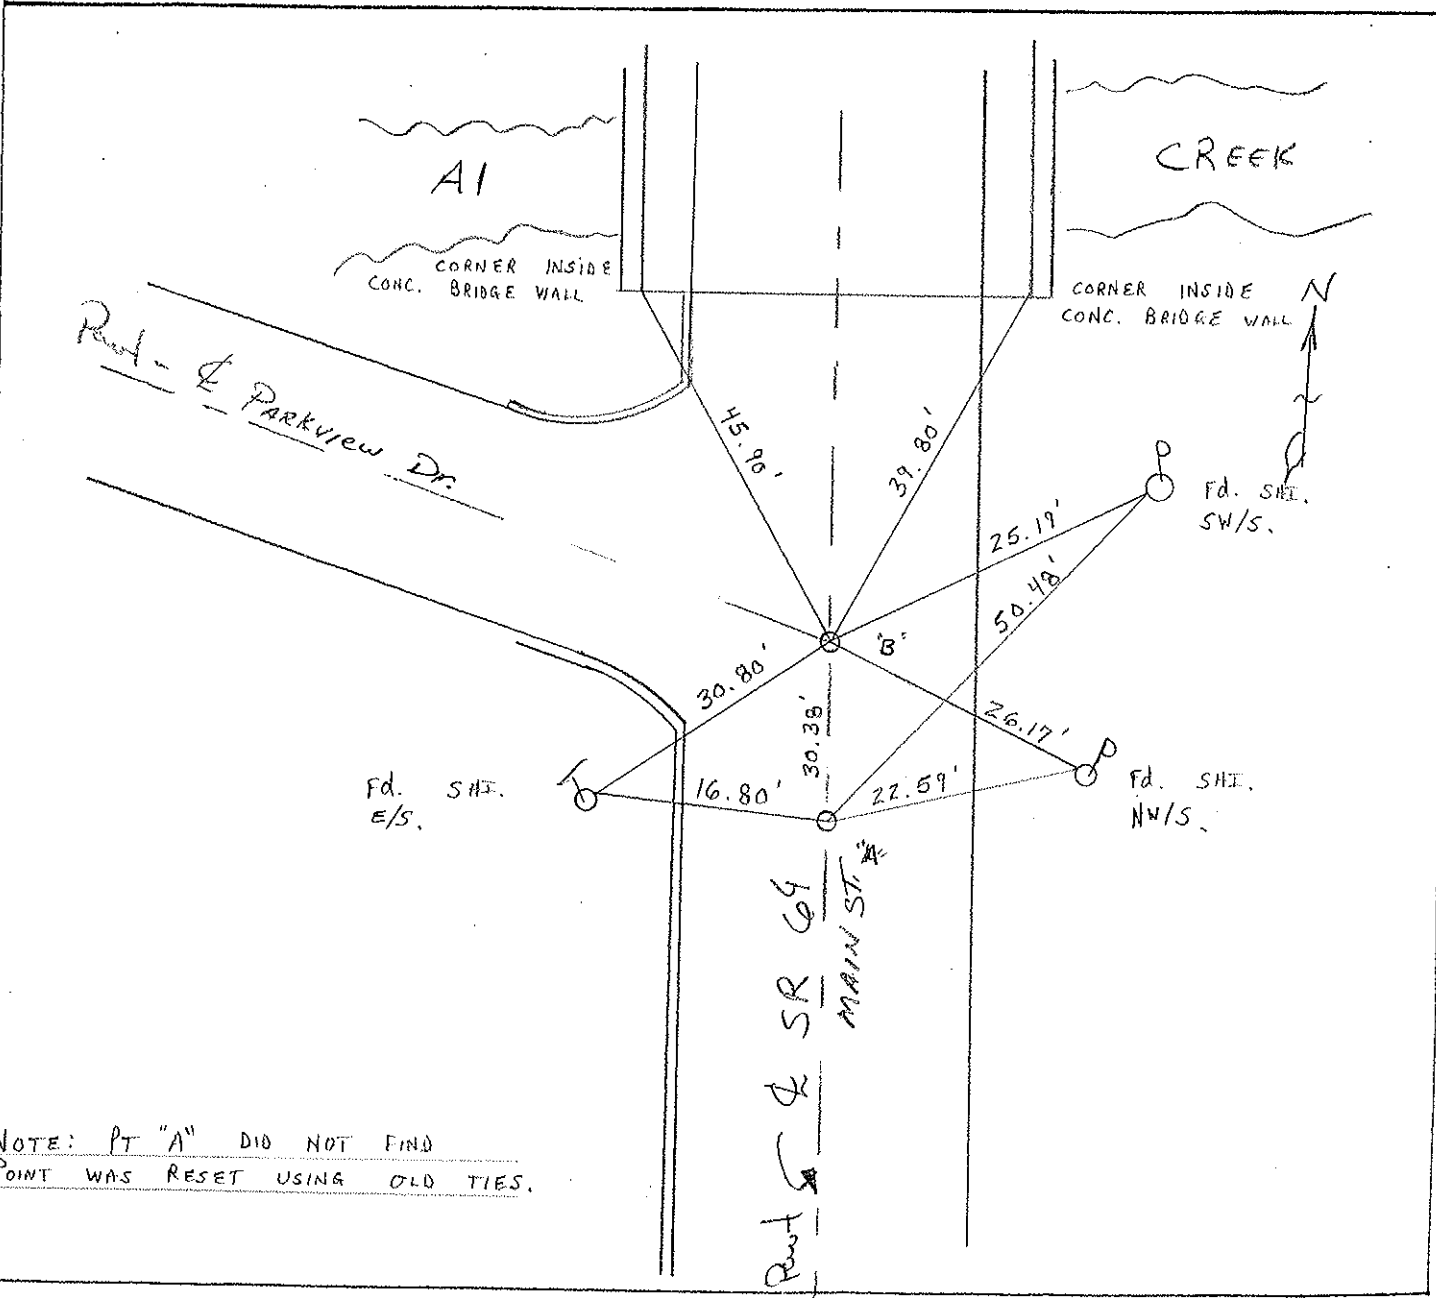 AI
CREEK
CORNER INSIDE
CONC. BRIDGE WALL
CORNER INSIDE
CONC. BRIDGE WALL
N
℄ PARKVIEW Dr.
45.90'
39.80'
Fd. SHI.
SW/S.
25.19'
50.48'
"B"
30.80'
30.38'
26.17'
Fd. SHI.
E/S.
16.80'
22.59'
Fd. SHI.
NW/S.
"A"
℄ SR 64
MAIN ST.
NOTE: PT "A" DID NOT FIND
POINT WAS RESET USING OLD TIES.